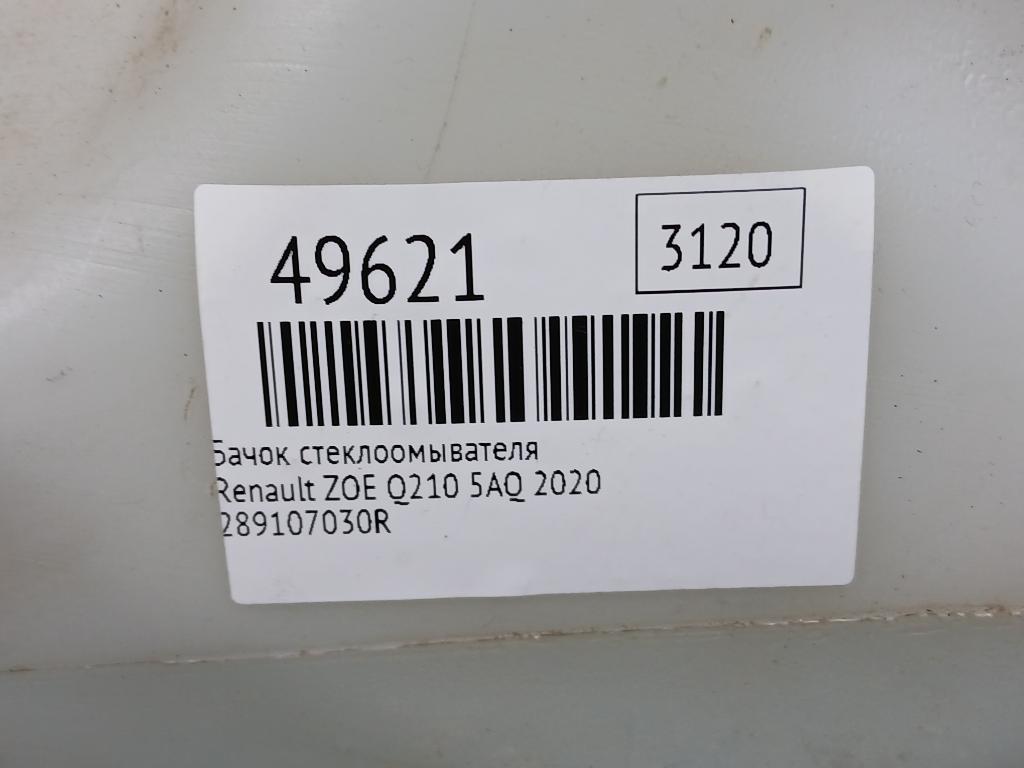 49621
3120
Бачок стеклоомывателя
Renault ZOE Q210 5AQ 2020
289107030R